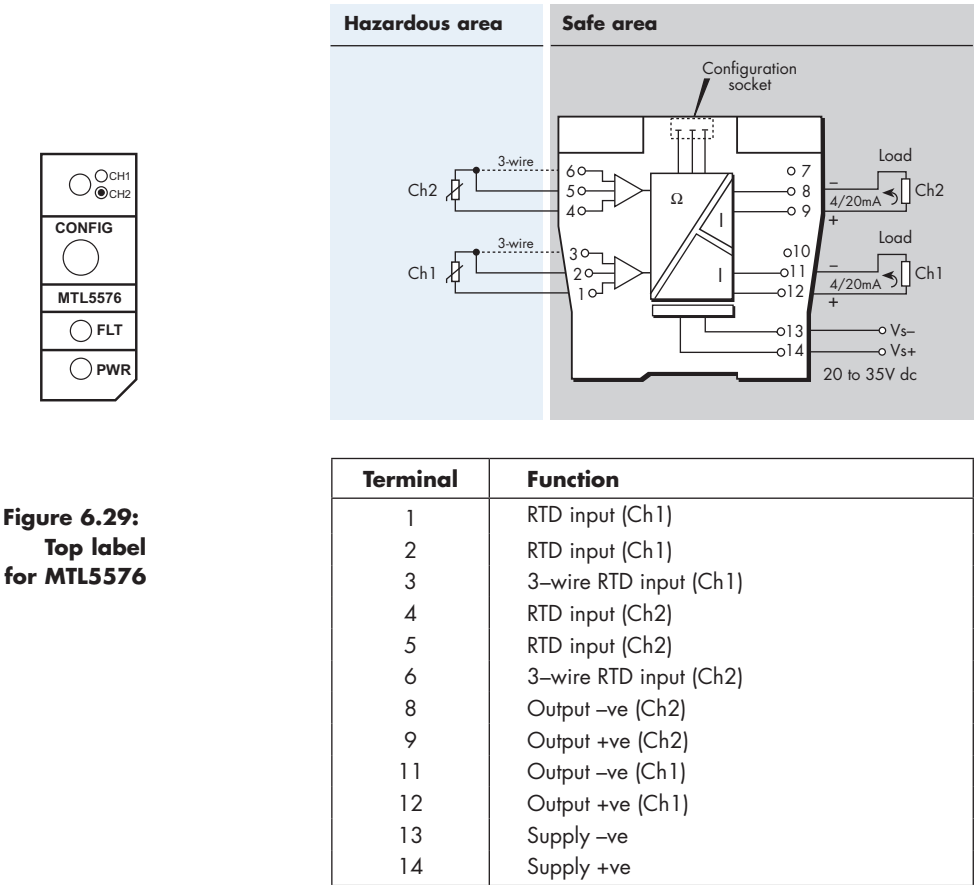 Hazardous area
Safe area
Configuration
socket
3-wire
Ch2
6
5
4
Ω
I
7
8
9
–
4/20mA
+
Load
Ch2
3-wire
Ch1
3
2
1
I
10
11
12
–
4/20mA
+
Load
Ch1
13
Vs–
14
Vs+
20 to 35V dc
CH1
CH2
CONFIG
MTL5576
FLT
PWR
Figure 6.29:
Top label
for MTL5576
Terminal Function
1 RTD input (Ch1)
2 RTD input (Ch1)
3 3–wire RTD input (Ch1)
4 RTD input (Ch2)
5 RTD input (Ch2)
6 3–wire RTD input (Ch2)
8 Output –ve (Ch2)
9 Output +ve (Ch2)
11 Output –ve (Ch1)
12 Output +ve (Ch1)
13 Supply –ve
14 Supply +ve